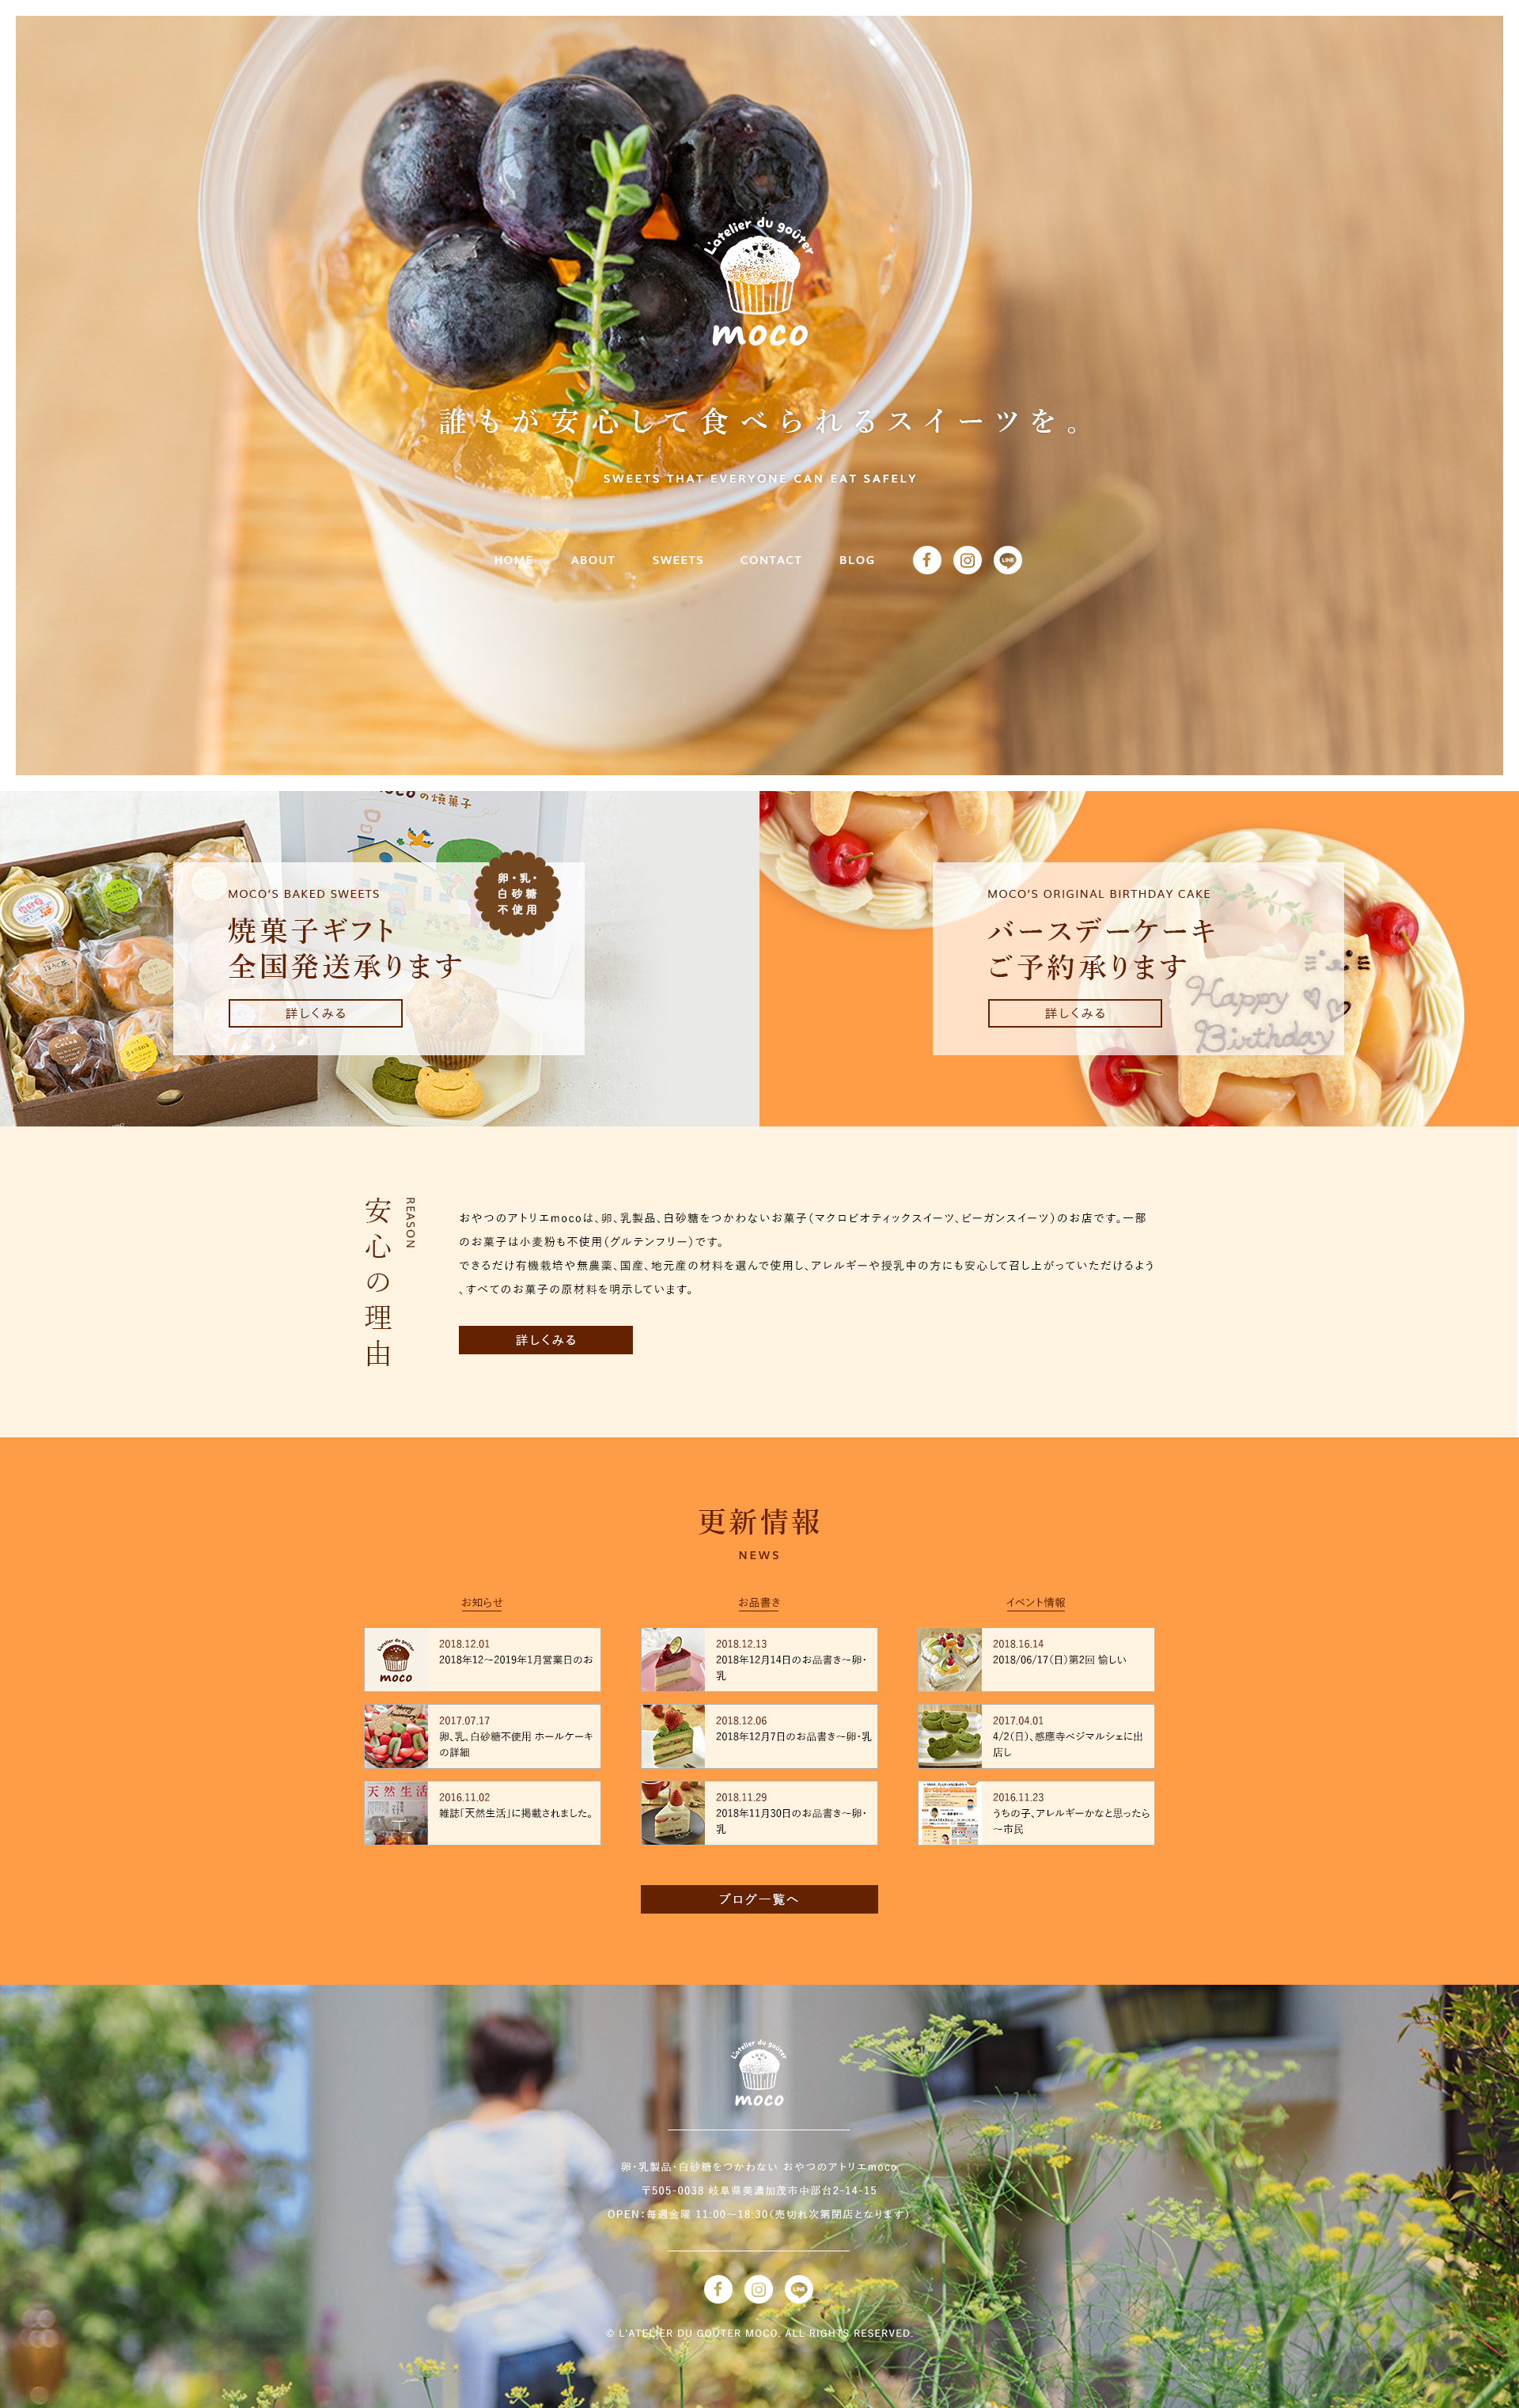 L'atelier du goûter
moco
誰もが安心して食べられるスイーツを。
SWEETS THAT EVERYONE CAN EAT SAFELY
HOME ABOUT SWEETS CONTACT BLOG
LINE
の焼菓子
卵・乳・
白砂糖
不使用
MOCO'S BAKED SWEETS
焼菓子ギフト
全国発送承ります
詳しくみる
ほうじ茶
Cocoa
MOCO'S ORIGINAL BIRTHDAY CAKE
バースデーケーキ
ご予約承ります
詳しくみる
Happy
Birthday
安心の理由
REASON
おやつのアトリエmocoは、卵、乳製品、白砂糖をつかわないお菓子（マクロビオティックスイーツ、ビーガンスイーツ）のお店です。一部
のお菓子は小麦粉も不使用（グルテンフリー）です。
できるだけ有機栽培や無農薬、国産、地元産の材料を選んで使用し、アレルギーや授乳中の方にも安心して召し上がっていただけるよう
、すべてのお菓子の原材料を明示しています。
詳しくみる
更新情報
NEWS
お知らせ
L'atelier du goûter
moco
2018.12.01
2018年12～2019年1月営業日のお
2017.07.17
卵、乳、白砂糖不使用 ホールケーキ
の詳細
天然生活
2016.11.02
雑誌「天然生活」に掲載されました。
お品書き
2018.12.13
2018年12月14日のお品書き～卵・
乳
2018.12.06
2018年12月7日のお品書き～卵・乳
2018.11.29
2018年11月30日のお品書き～卵・
乳
イベント情報
2018.16.14
2018/06/17（日）第2回 愉しい
2017.04.01
4/2（日）、感應寺ベジマルシェに出
店し
2016.11.23
うちの子、アレルギーかなと思ったら
～市民
ブログ一覧へ
L'atelier du goûter
moco
卵・乳製品・白砂糖をつかわない おやつのアトリエmoco
〒505-0038 岐阜県美濃加茂市中部台2-14-15
OPEN：毎週金曜 11:00～18:30（売切れ次第閉店となります）
LINE
© L'ATELIER DU GOUTER MOCO. ALL RIGHTS RESERVED.